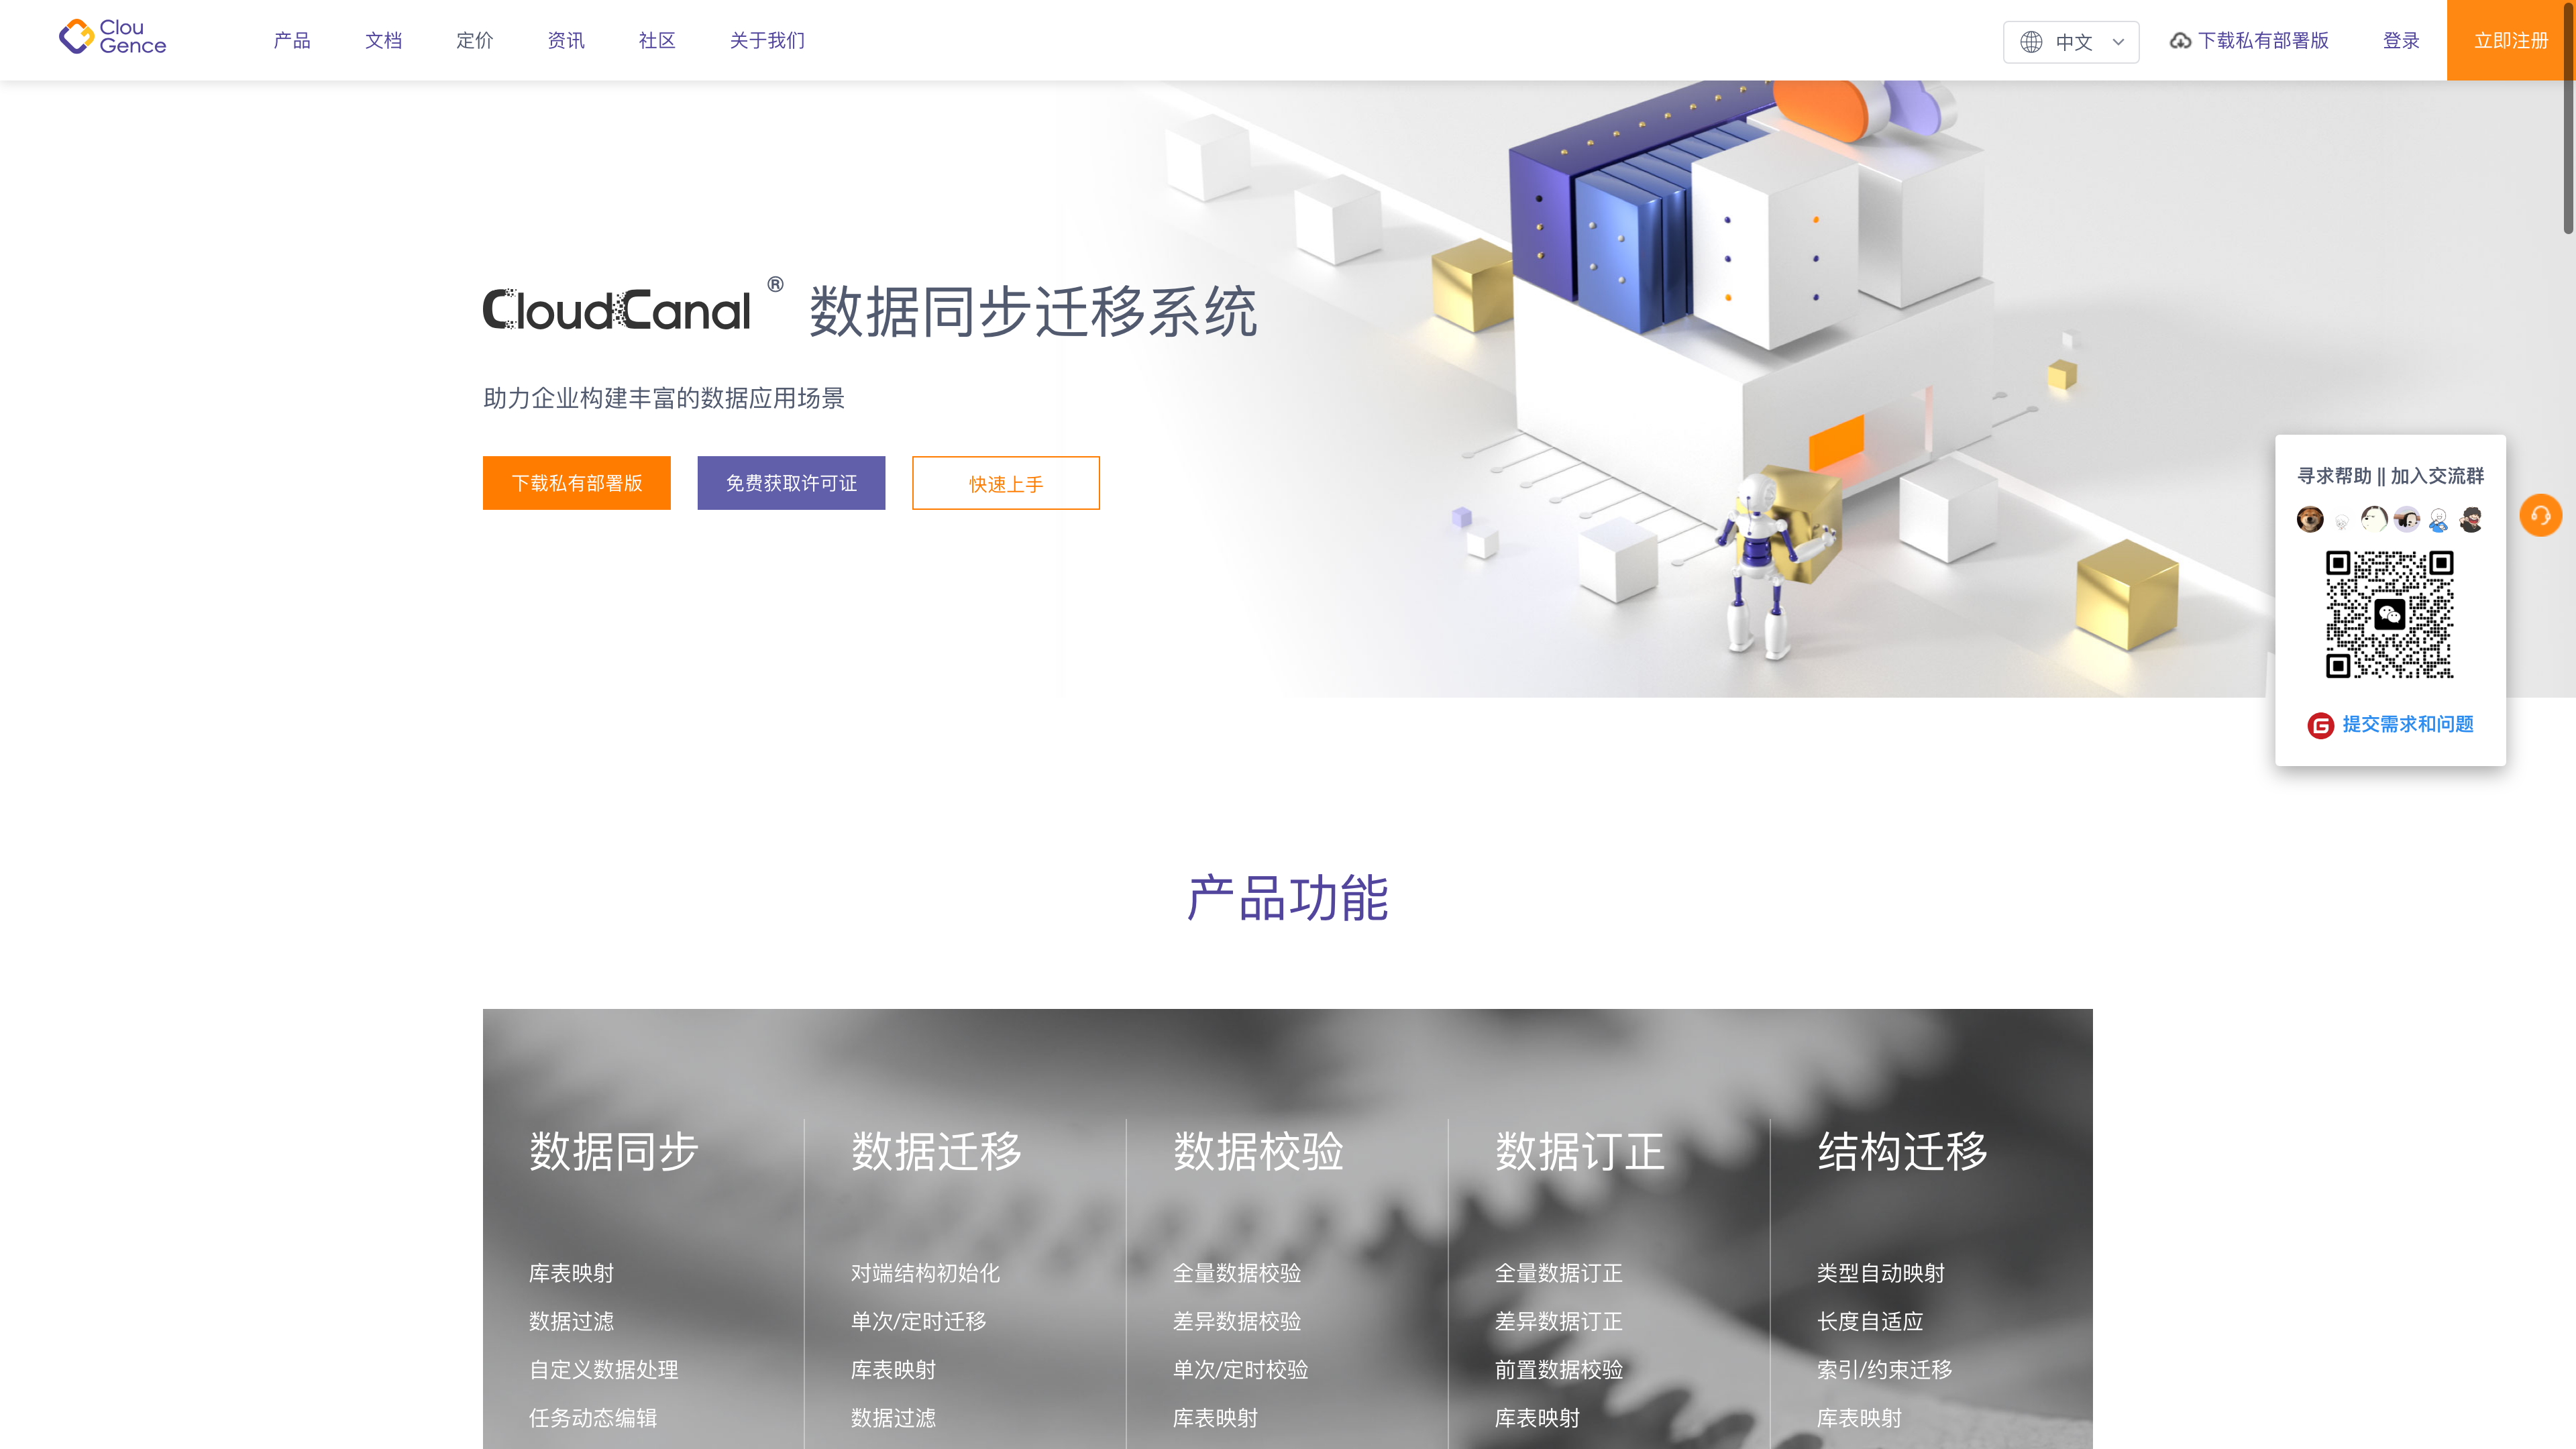 Clou
Gence
产品
文档
定价
资讯
社区
关于我们
中文
下载私有部署版
登录
立即注册
CloudCanal ® 数据同步迁移系统
助力企业构建丰富的数据应用场景
下载私有部署版
免费获取许可证
快速上手
寻求帮助 || 加入交流群
提交需求和问题
产品功能
数据同步
库表映射
数据过滤
自定义数据处理
任务动态编辑
数据迁移
对端结构初始化
单次/定时迁移
库表映射
数据过滤
数据校验
全量数据校验
差异数据校验
单次/定时校验
库表映射
数据订正
全量数据订正
差异数据订正
前置数据校验
库表映射
结构迁移
类型自动映射
长度自适应
索引/约束迁移
库表映射